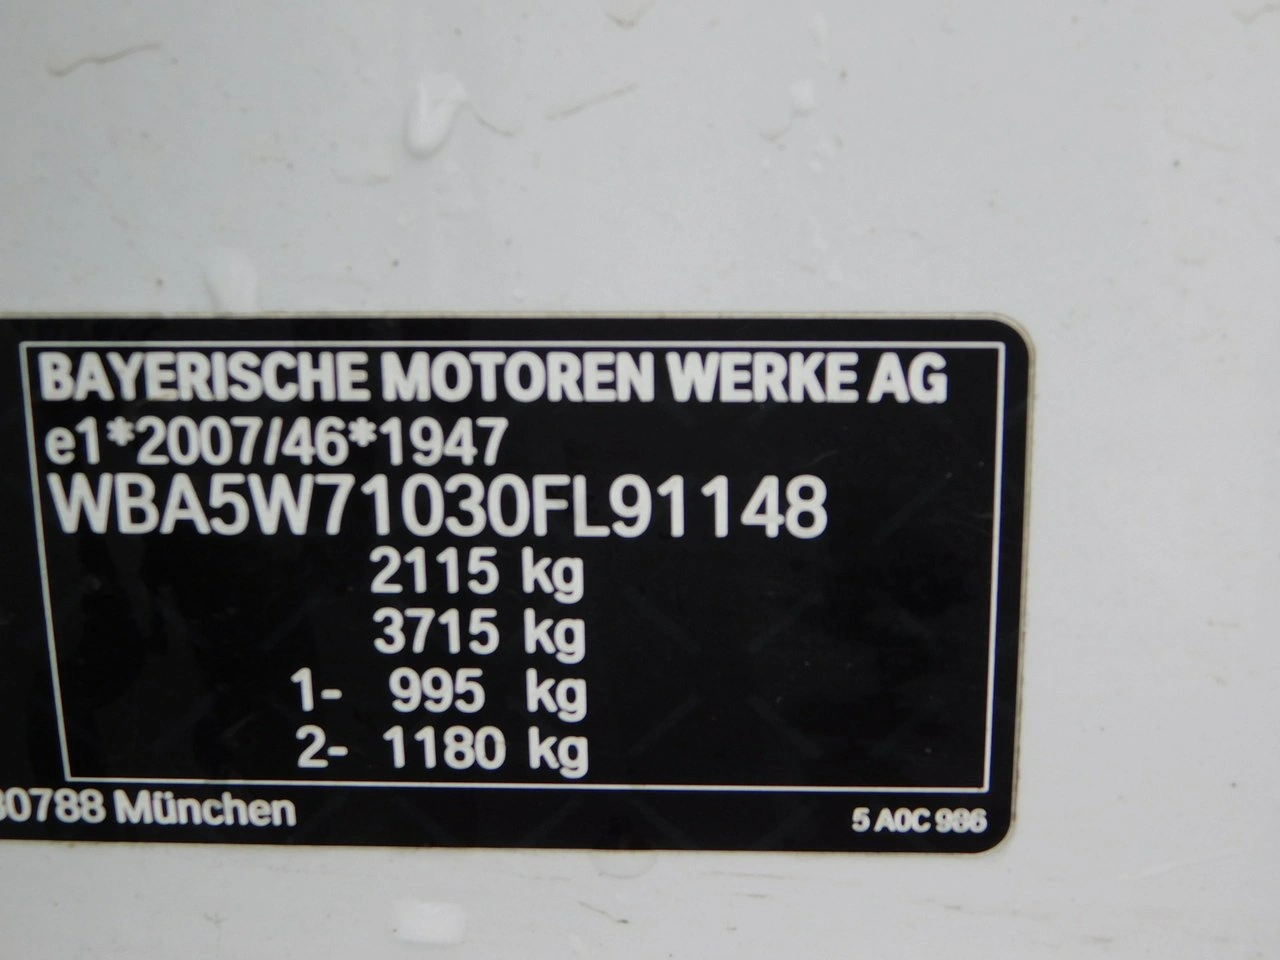 BAYERISCHE MOTOREN WERKE AG
e1*2007/46*1947
WBA5W71030FL91148
2115 kg
3715 kg
1- 995 kg
2- 1180 kg
80788 München
5 A0C 986